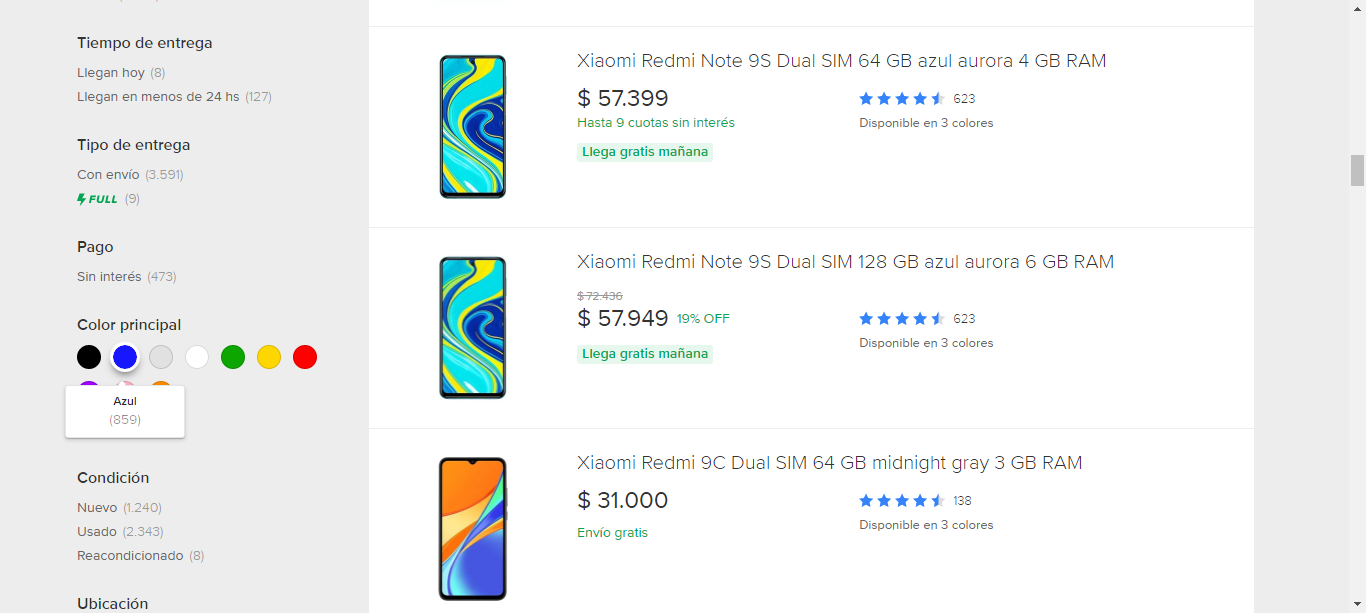 Tiempo de entrega
Llegan hoy (8)
Llegan en menos de 24 hs (127)
Tipo de entrega
Con envío (3.591)
FULL (9)
Pago
Sin interés (473)
Color principal
Azul
(859)
Condición
Nuevo (1.240)
Usado (2.343)
Reacondicionado (8)
Ubicación
Xiaomi Redmi Note 9S Dual SIM 64 GB azul aurora 4 GB RAM
$ 57.399
Hasta 9 cuotas sin interés
Llega gratis mañana
623
Disponible en 3 colores
Xiaomi Redmi Note 9S Dual SIM 128 GB azul aurora 6 GB RAM
$ 72.436
$ 57.949 19% OFF
Llega gratis mañana
623
Disponible en 3 colores
Xiaomi Redmi 9C Dual SIM 64 GB midnight gray 3 GB RAM
$ 31.000
Envío gratis
138
Disponible en 3 colores